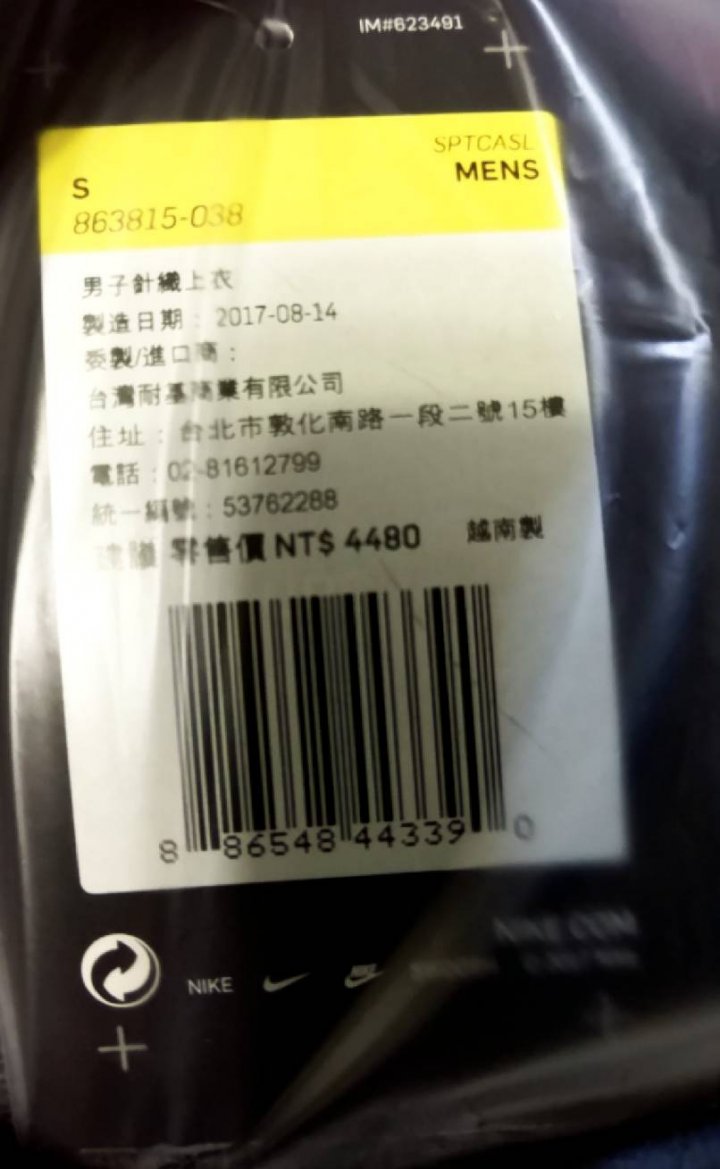 IM#623491
SPTCASL
S
MENS
863815-038
男子針織上衣
製造日期：2017-08-14
委製/進口商：
台灣耐基商業有限公司
住址：台北市敦化南路一段二號15樓
電話：02-81612799
統一編號：53762288
建議 零售價 NT$ 4480 越南製
8 86548 44339 0
NIKE.COM
NIKE